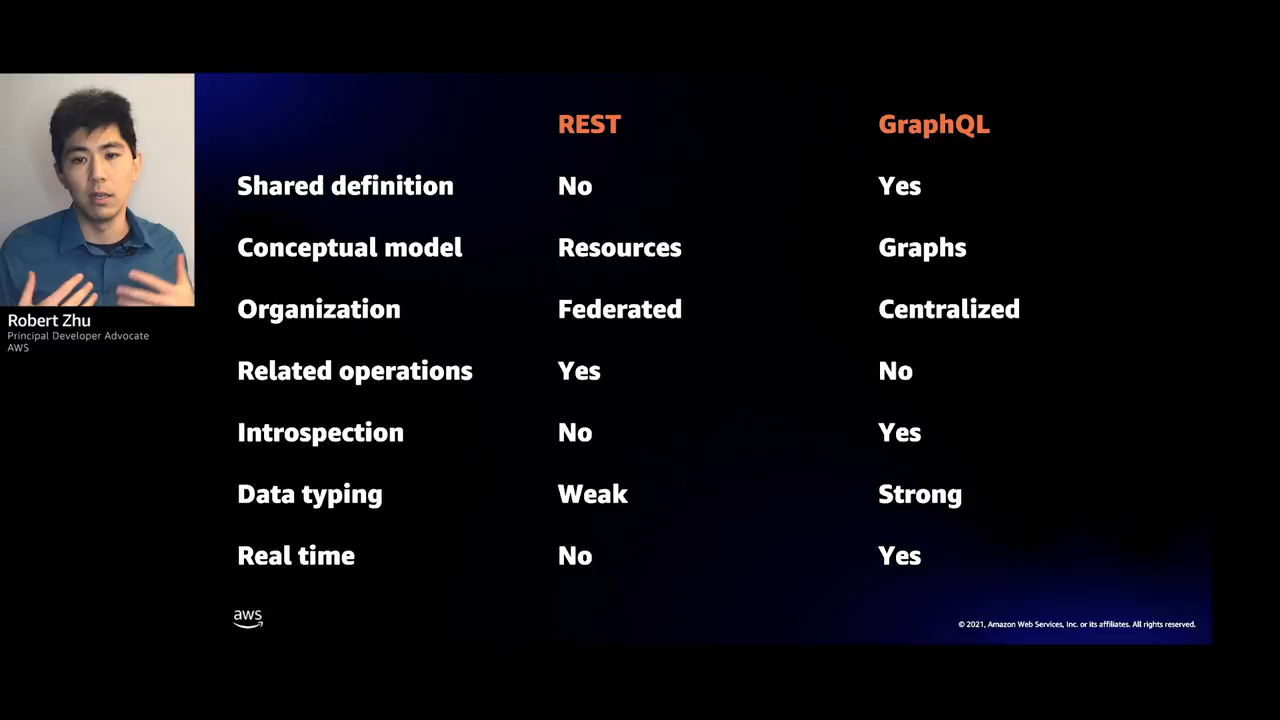 REST GraphQL
Shared definition No Yes
Conceptual model Resources Graphs
Organization Federated Centralized
Related operations Yes No
Introspection No Yes
Data typing Weak Strong
Real time No Yes
Robert Zhu
Principal Developer Advocate
AWS
aws
© 2021, Amazon Web Services, Inc. or its affiliates. All rights reserved.